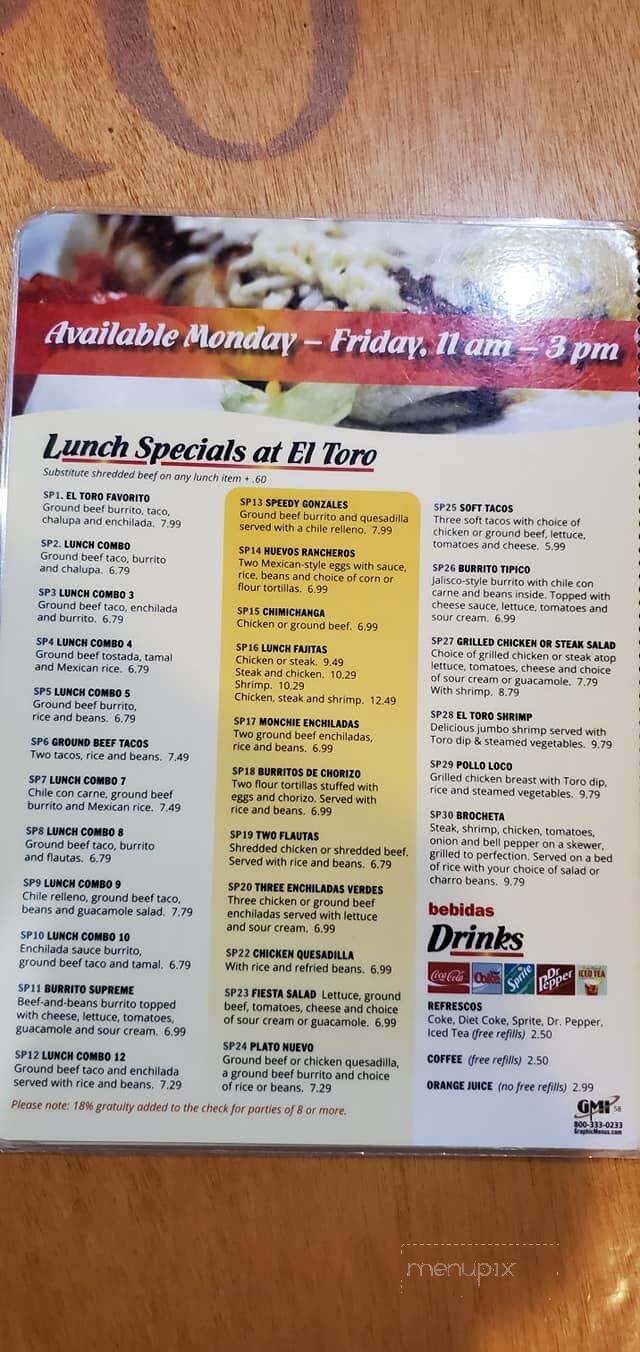 RO
Available Monday – Friday, 11 am – 3 pm
Lunch Specials at El Toro
Substitute shredded beef on any lunch item + .60
SP1. EL TORO FAVORITO
Ground beef burrito, taco,
chalupa and enchilada. 7.99
SP2. LUNCH COMBO
Ground beef taco, burrito
and chalupa. 6.79
SP3 LUNCH COMBO 3
Ground beef taco, enchilada
and burrito. 6.79
SP4 LUNCH COMBO 4
Ground beef tostada, tamal
and Mexican rice. 6.79
SP5 LUNCH COMBO 5
Ground beef burrito,
rice and beans. 6.79
SP6 GROUND BEEF TACOS
Two tacos, rice and beans. 7.49
SP7 LUNCH COMBO 7
Chile con carne, ground beef
burrito and Mexican rice. 7.49
SP8 LUNCH COMBO 8
Ground beef taco, burrito
and flautas. 6.79
SP9 LUNCH COMBO 9
Chile relleno, ground beef taco,
beans and guacamole salad. 7.79
SP10 LUNCH COMBO 10
Enchilada sauce burrito,
ground beef taco and tamal. 6.79
SP11 BURRITO SUPREME
Beef-and-beans burrito topped
with cheese, lettuce, tomatoes,
guacamole and sour cream. 6.99
SP12 LUNCH COMBO 12
Ground beef taco and enchilada
served with rice and beans. 7.29
SP13 SPEEDY GONZALES
Ground beef burrito and quesadilla
served with a chile relleno. 7.99
SP14 HUEVOS RANCHEROS
Two Mexican-style eggs with sauce,
rice, beans and choice of corn or
flour tortillas. 6.99
SP15 CHIMICHANGA
Chicken or ground beef. 6.99
SP16 LUNCH FAJITAS
Chicken or steak. 9.49
Steak and chicken. 10.29
Shrimp. 10.29
Chicken, steak and shrimp. 12.49
SP17 MONCHIE ENCHILADAS
Two ground beef enchiladas,
rice and beans. 6.99
SP18 BURRITOS DE CHORIZO
Two flour tortillas stuffed with
eggs and chorizo. Served with
rice and beans. 6.99
SP19 TWO FLAUTAS
Shredded chicken or shredded beef.
Served with rice and beans. 6.79
SP20 THREE ENCHILADAS VERDES
Three chicken or ground beef
enchiladas served with lettuce
and sour cream. 6.99
SP22 CHICKEN QUESADILLA
With rice and refried beans. 6.99
SP23 FIESTA SALAD Lettuce, ground
beef, tomatoes, cheese and choice
of sour cream or guacamole. 6.99
SP24 PLATO NUEVO
Ground beef or chicken quesadilla,
a ground beef burrito and choice
of rice or beans. 7.29
SP25 SOFT TACOS
Three soft tacos with choice of
chicken or ground beef, lettuce,
tomatoes and cheese. 5.99
SP26 BURRITO TIPICO
Jalisco-style burrito with chile con
carne and beans inside. Topped with
cheese sauce, lettuce, tomatoes and
sour cream. 6.99
SP27 GRILLED CHICKEN OR STEAK SALAD
Choice of grilled chicken or steak atop
lettuce, tomatoes, cheese and choice
of sour cream or guacamole. 7.79
With shrimp. 8.79
SP28 EL TORO SHRIMP
Delicious jumbo shrimp served with
Toro dip & steamed vegetables. 9.79
SP29 POLLO LOCO
Grilled chicken breast with Toro dip,
rice and steamed vegetables. 9.79
SP30 BROCHETA
Steak, shrimp, chicken, tomatoes,
onion and bell pepper on a skewer,
grilled to perfection. Served on a bed
of rice with your choice of salad or
charro beans. 9.79
bebidas
Drinks
Coca-Cola Diet Coke Sprite Dr Pepper ICED TEA
REFRESCOS
Coke, Diet Coke, Sprite, Dr. Pepper,
Iced Tea (free refills) 2.50
COFFEE (free refills) 2.50
ORANGE JUICE (no free refills) 2.99
Please note: 18% gratuity added to the check for parties of 8 or more.
GMI 58
800-333-0233
GraphicMenus.com
menupix